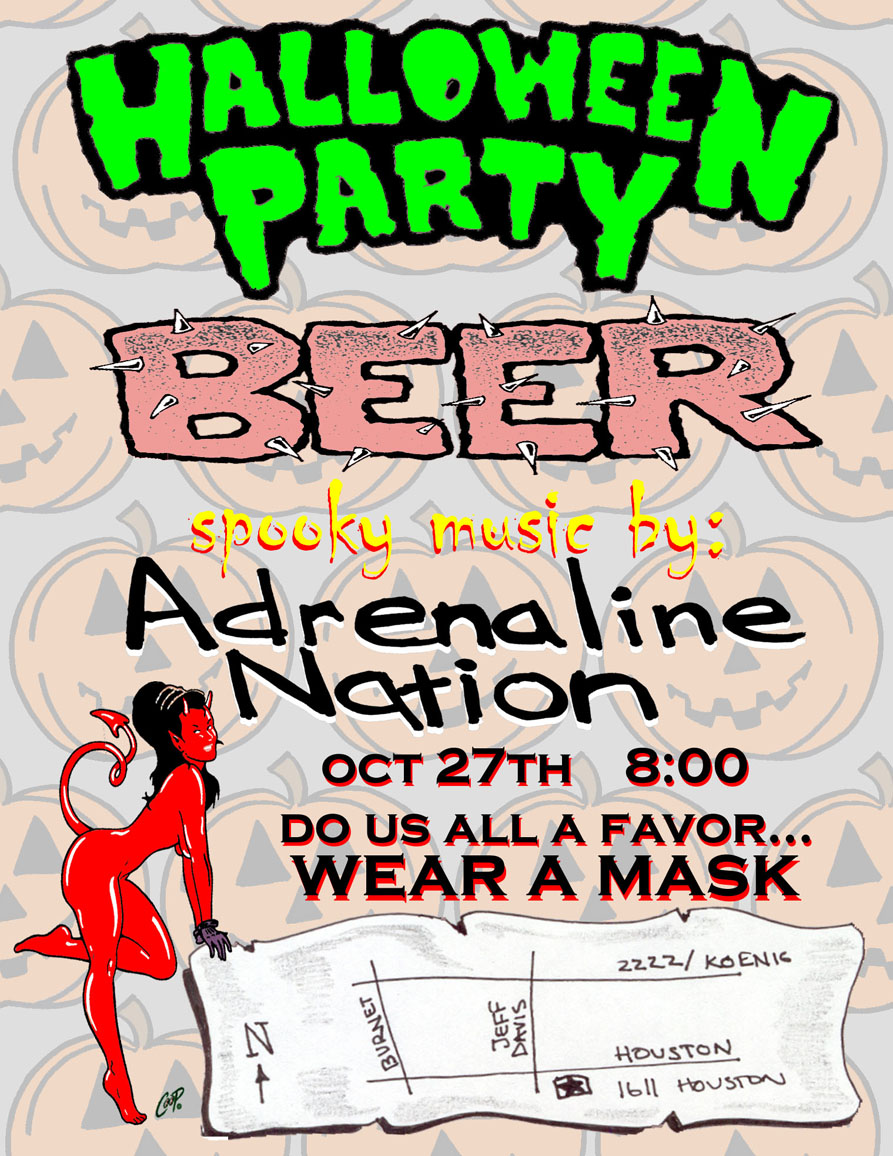 HALLOWEEN
PARTY
BEER
spooky music by:
Adrenaline
Nation
OCT 27TH 8:00
DO US ALL A FAVOR...
WEAR A MASK
2222/ KOENIG
BURNET
JEFF
DAVIS
N
HOUSTON
1611 HOUSTON
COOP.